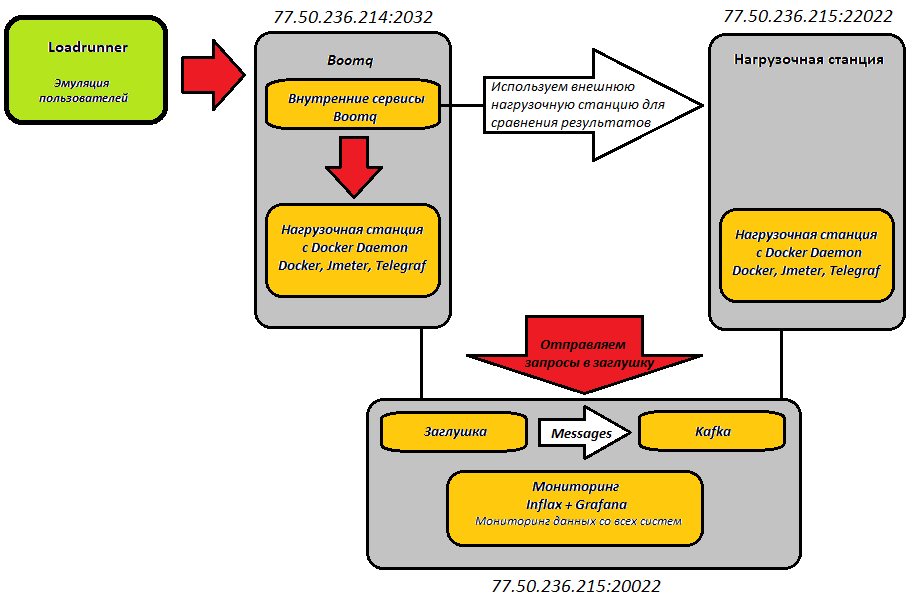 77.50.236.214:2032
77.50.236.215:22022
Loadrunner
Эмуляция
пользователей
Boomq
Внутренние сервисы
Boomq
Используем внешнюю
нагрузочную станцию для
сравнения результатов
Нагрузочная станция
Нагрузочная станция
с Docker Daemon
Docker, Jmeter, Telegraf
Нагрузочная станция
с Docker Daemon
Docker, Jmeter, Telegraf
Отправляем
запросы в заглушку
Заглушка
Messages
Kafka
Мониторинг
Inflax + Grafana
Мониторинг данных со всех систем
77.50.236.215:20022